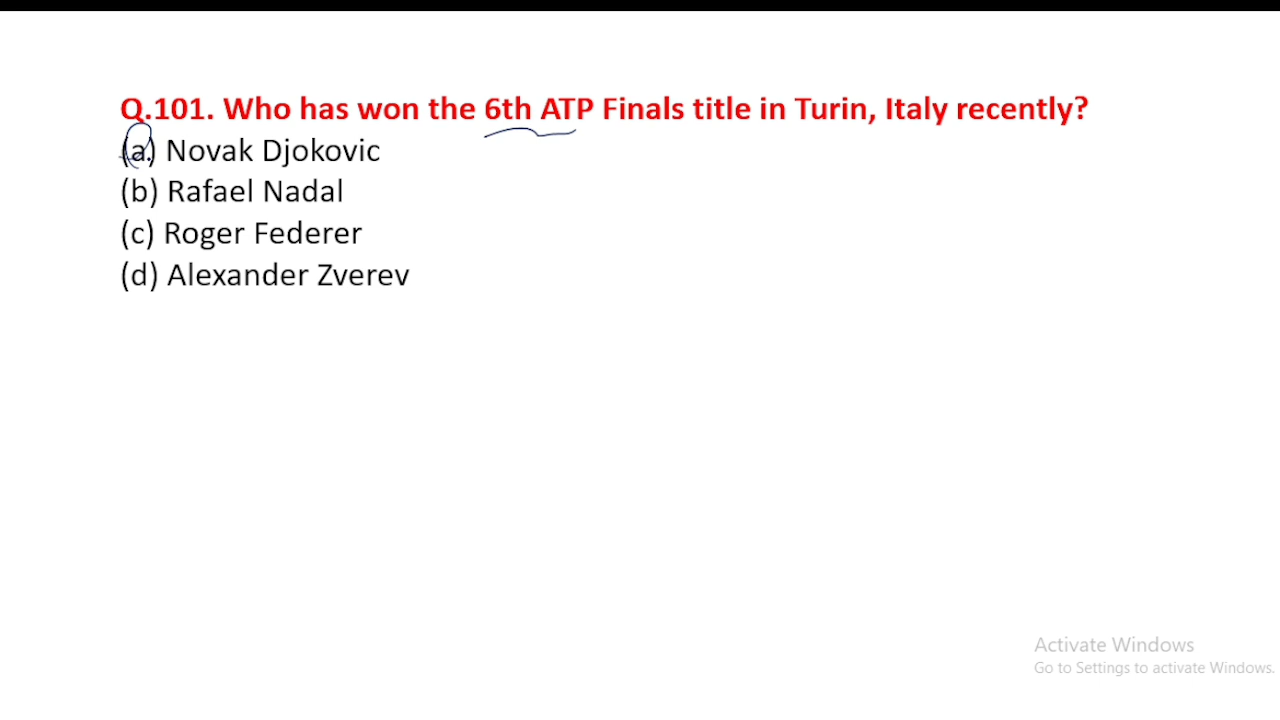 Q.101. Who has won the 6th ATP Finals title in Turin, Italy recently?
(a) Novak Djokovic
(b) Rafael Nadal
(c) Roger Federer
(d) Alexander Zverev
Activate Windows
Go to Settings to activate Windows.